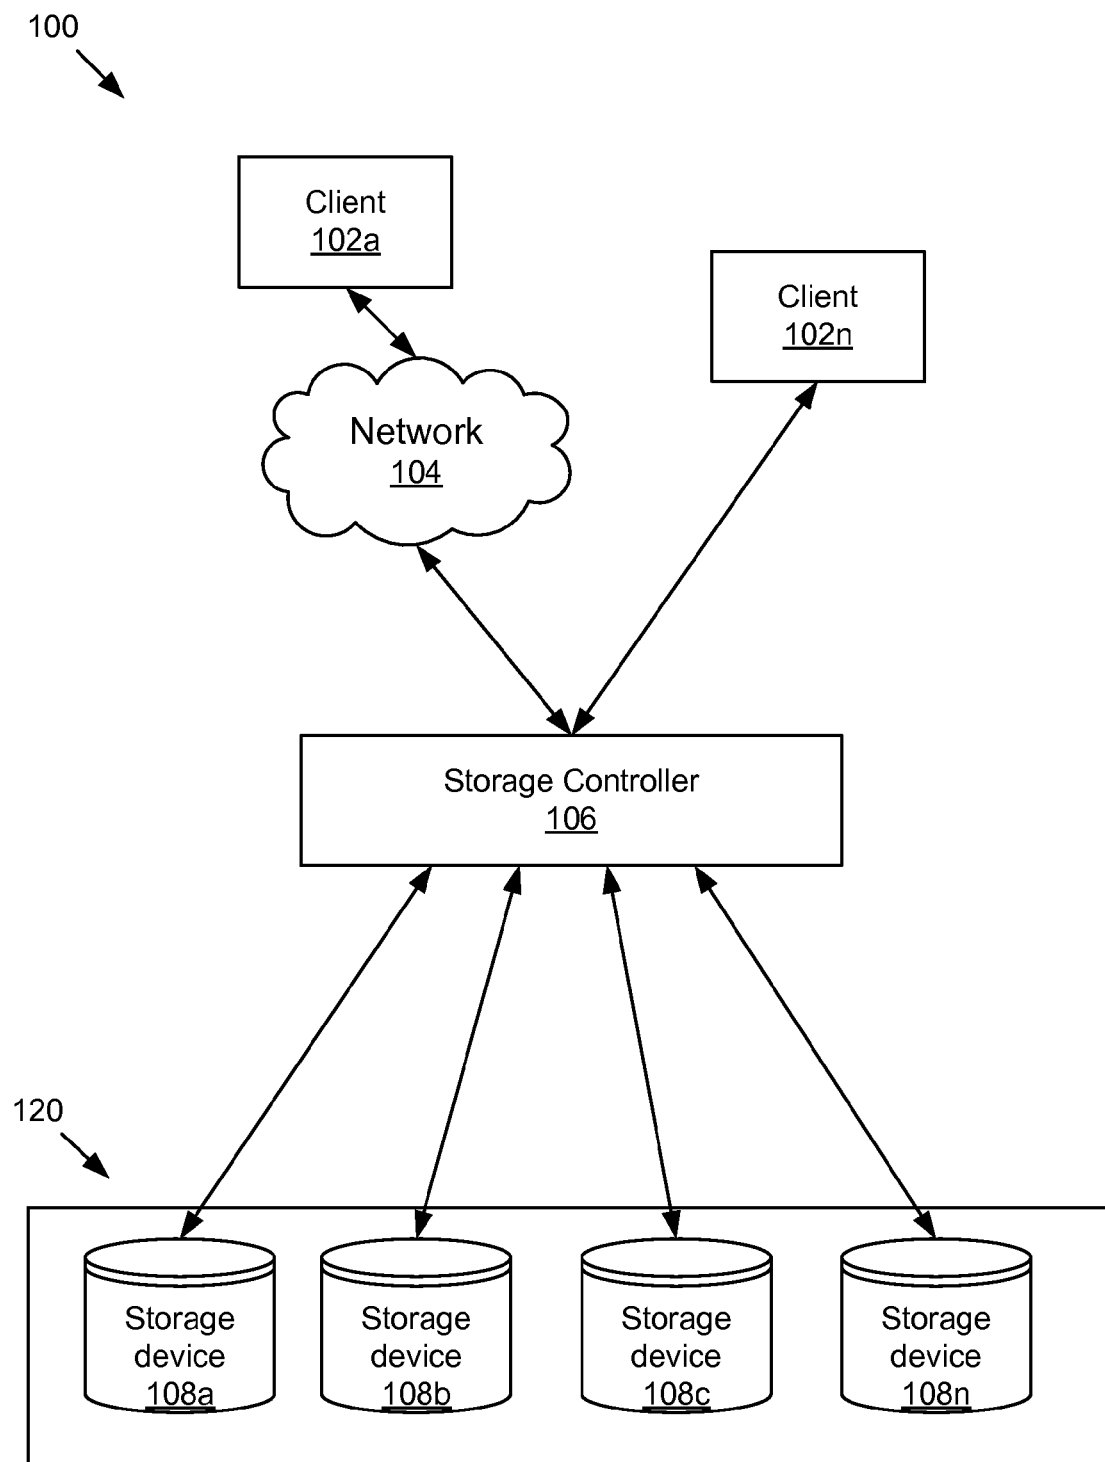 100
Client
102a
Client
102n
Network
104
Storage Controller
106
120
Storage
device
108a
Storage
device
108b
Storage
device
108c
Storage
device
108n